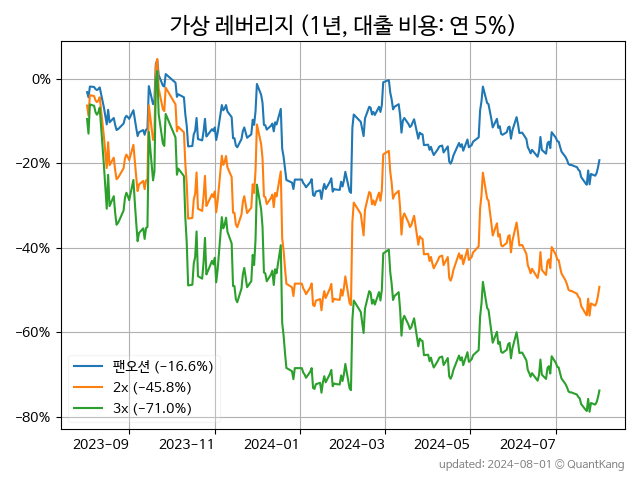 가상 레버리지 (1년, 대출 비용: 연 5%)
0%
−20%
−40%
−60%
−80%
팬오션 (−16.6%)
2x (−45.8%)
3x (−71.0%)
2023-09 2023-11 2024-01 2024-03 2024-05 2024-07
updated: 2024-08-01 © QuantKang